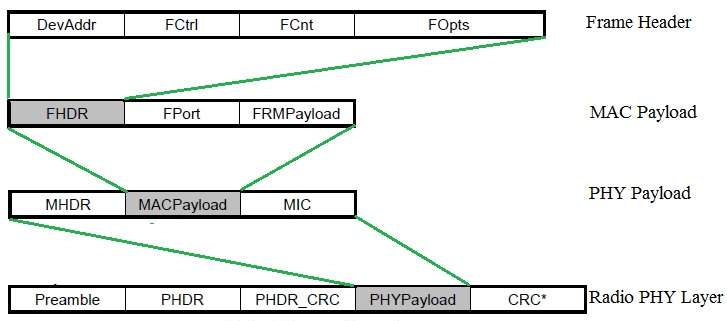 DevAddr FCtrl FCnt FOpts Frame Header
FHDR FPort FRMPayload MAC Payload
MHDR MACPayload MIC PHY Payload
Preamble PHDR PHDR_CRC PHYPayload CRC* Radio PHY Layer